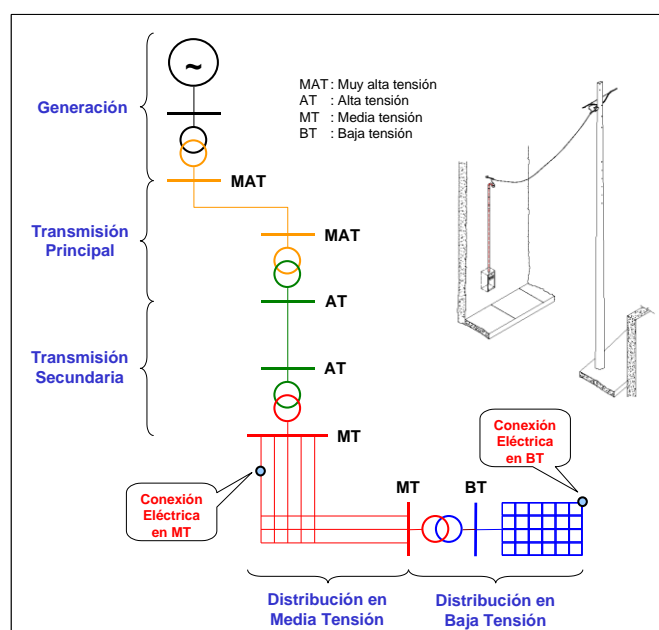 ~
Generación
MAT : Muy alta tensión
AT : Alta tensión
MT : Media tensión
BT : Baja tensión
MAT
Transmisión
Principal
MAT
AT
Transmisión
Secundaria
AT
MT
Conexión
Eléctrica
en BT
Conexión
Eléctrica
en MT
MT
BT
Distribución en
Media Tensión
Distribución en
Baja Tensión